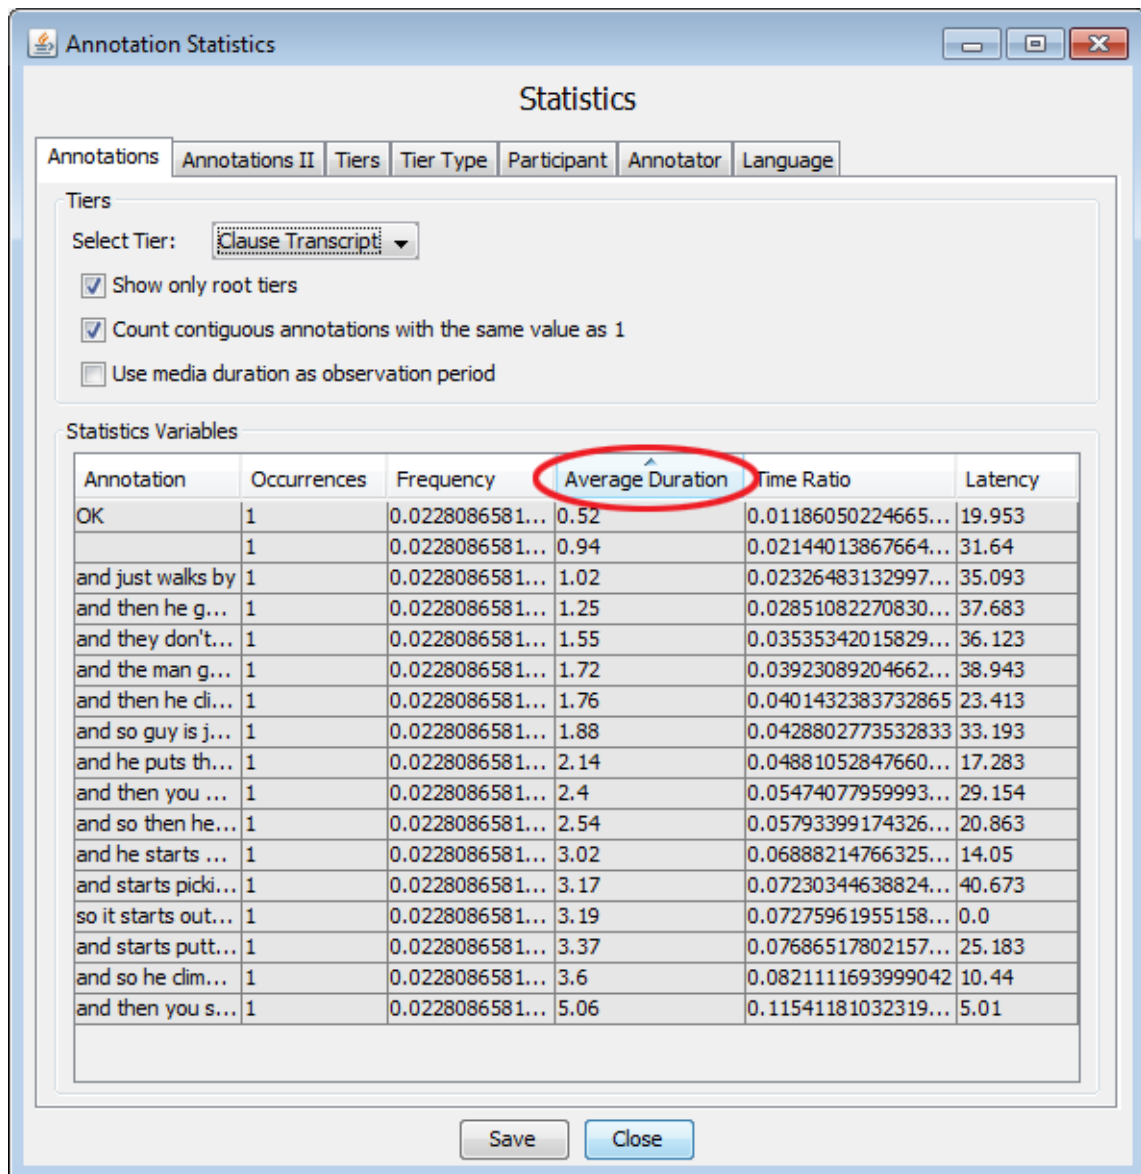 Annotation Statistics
Statistics
Annotations Annotations II Tiers Tier Type Participant Annotator Language
Tiers
Select Tier: Clause Transcript
Show only root tiers
Count contiguous annotations with the same value as 1
Use media duration as observation period
Statistics Variables
Annotation Occurrences Frequency Average Duration Time Ratio Latency
OK 1 0.0228086581... 0.52 0.01186050224665... 19.953
1 0.0228086581... 0.94 0.02144013867664... 31.64
and just walks by 1 0.0228086581... 1.02 0.02326483132997... 35.093
and then he g... 1 0.0228086581... 1.25 0.02851082270830... 37.683
and they don't... 1 0.0228086581... 1.55 0.03535342015829... 36.123
and the man g... 1 0.0228086581... 1.72 0.03923089204662... 38.943
and then he cli... 1 0.0228086581... 1.76 0.0401432383732865 23.413
and so guy is j... 1 0.0228086581... 1.88 0.0428802773532833 33.193
and he puts th... 1 0.0228086581... 2.14 0.04881052847660... 17.283
and then you ... 1 0.0228086581... 2.4 0.05474077959993... 29.154
and so then he... 1 0.0228086581... 2.54 0.05793399174326... 20.863
and he starts ... 1 0.0228086581... 3.02 0.06888214766325... 14.05
and starts picki... 1 0.0228086581... 3.17 0.07230344638824... 40.673
so it starts out... 1 0.0228086581... 3.19 0.07275961955158... 0.0
and starts putt... 1 0.0228086581... 3.37 0.07686517802157... 25.183
and so he clim... 1 0.0228086581... 3.6 0.0821111693999042 10.44
and then you s... 1 0.0228086581... 5.06 0.11541181032319... 5.01
Save Close